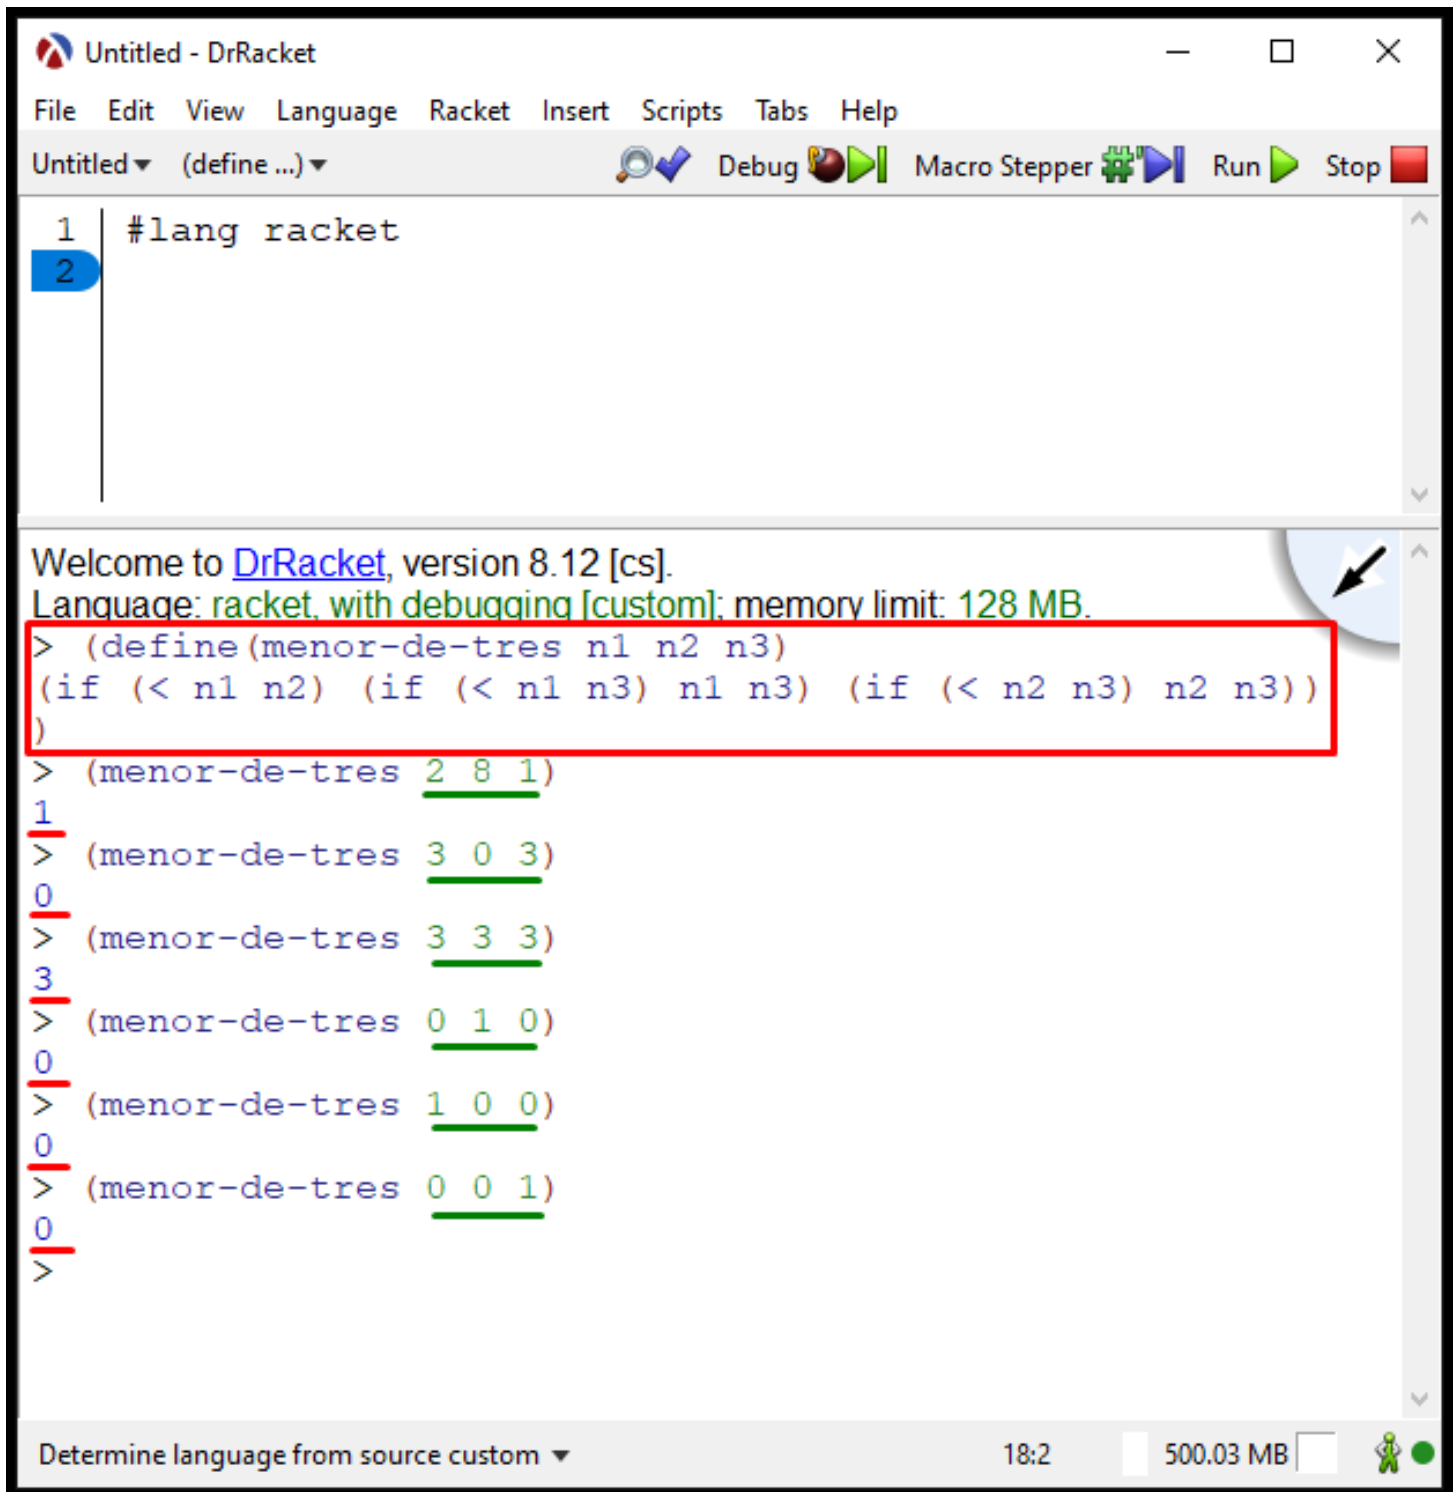 Untitled - DrRacket
File Edit View Language Racket Insert Scripts Tabs Help
Untitled (define ...) Debug Macro Stepper Run Stop
1 #lang racket
2
Welcome to DrRacket, version 8.12 [cs].
Language: racket, with debugging [custom]; memory limit: 128 MB.
> (define(menor-de-tres n1 n2 n3)
(if (< n1 n2) (if (< n1 n3) n1 n3) (if (< n2 n3) n2 n3))
)
> (menor-de-tres 2 8 1)
1
> (menor-de-tres 3 0 3)
0
> (menor-de-tres 3 3 3)
3
> (menor-de-tres 0 1 0)
0
> (menor-de-tres 1 0 0)
0
> (menor-de-tres 0 0 1)
0
>
Determine language from source custom 18:2 500.03 MB